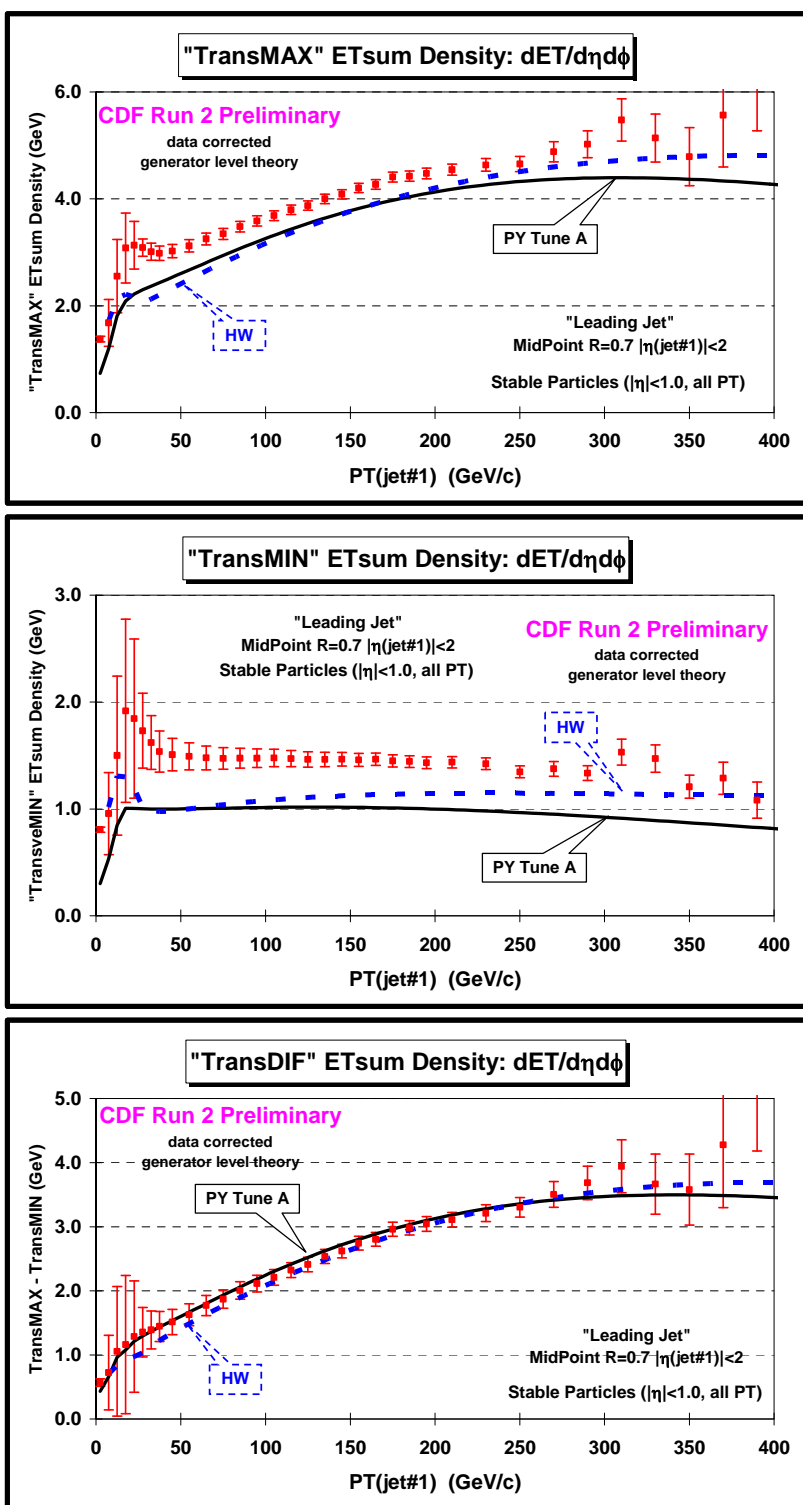 "TransMAX" ETsum Density: dET/dηdϕ
CDF Run 2 Preliminary
data corrected
generator level theory
PY Tune A
HW
"Leading Jet"
MidPoint R=0.7 |η(jet#1)|<2
Stable Particles (|η|<1.0, all PT)
"TransMAX" ETsum Density (GeV)
6.0
4.0
2.0
0.0
0 50 100 150 200 250 300 350 400
PT(jet#1) (GeV/c)
"TransMIN" ETsum Density: dET/dηdϕ
"Leading Jet"
MidPoint R=0.7 |η(jet#1)|<2
Stable Particles (|η|<1.0, all PT)
CDF Run 2 Preliminary
data corrected
generator level theory
HW
PY Tune A
"TransveMIN" ETsum Density (GeV)
3.0
2.0
1.0
0.0
0 50 100 150 200 250 300 350 400
PT(jet#1) (GeV/c)
"TransDIF" ETsum Density: dET/dηdϕ
CDF Run 2 Preliminary
data corrected
generator level theory
PY Tune A
HW
"Leading Jet"
MidPoint R=0.7 |η(jet#1)|<2
Stable Particles (|η|<1.0, all PT)
TransMAX - TransMIN (GeV)
5.0
4.0
3.0
2.0
1.0
0.0
0 50 100 150 200 250 300 350 400
PT(jet#1) (GeV/c)